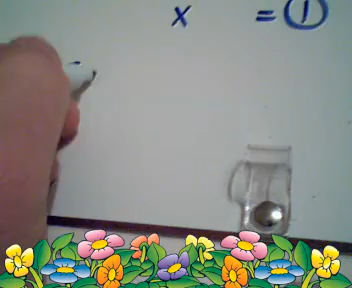 x = ①